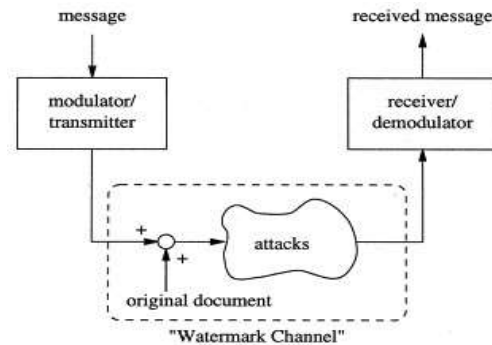 message
received message
modulator/
transmitter
receiver/
demodulator
+
+
attacks
original document
"Watermark Channel"